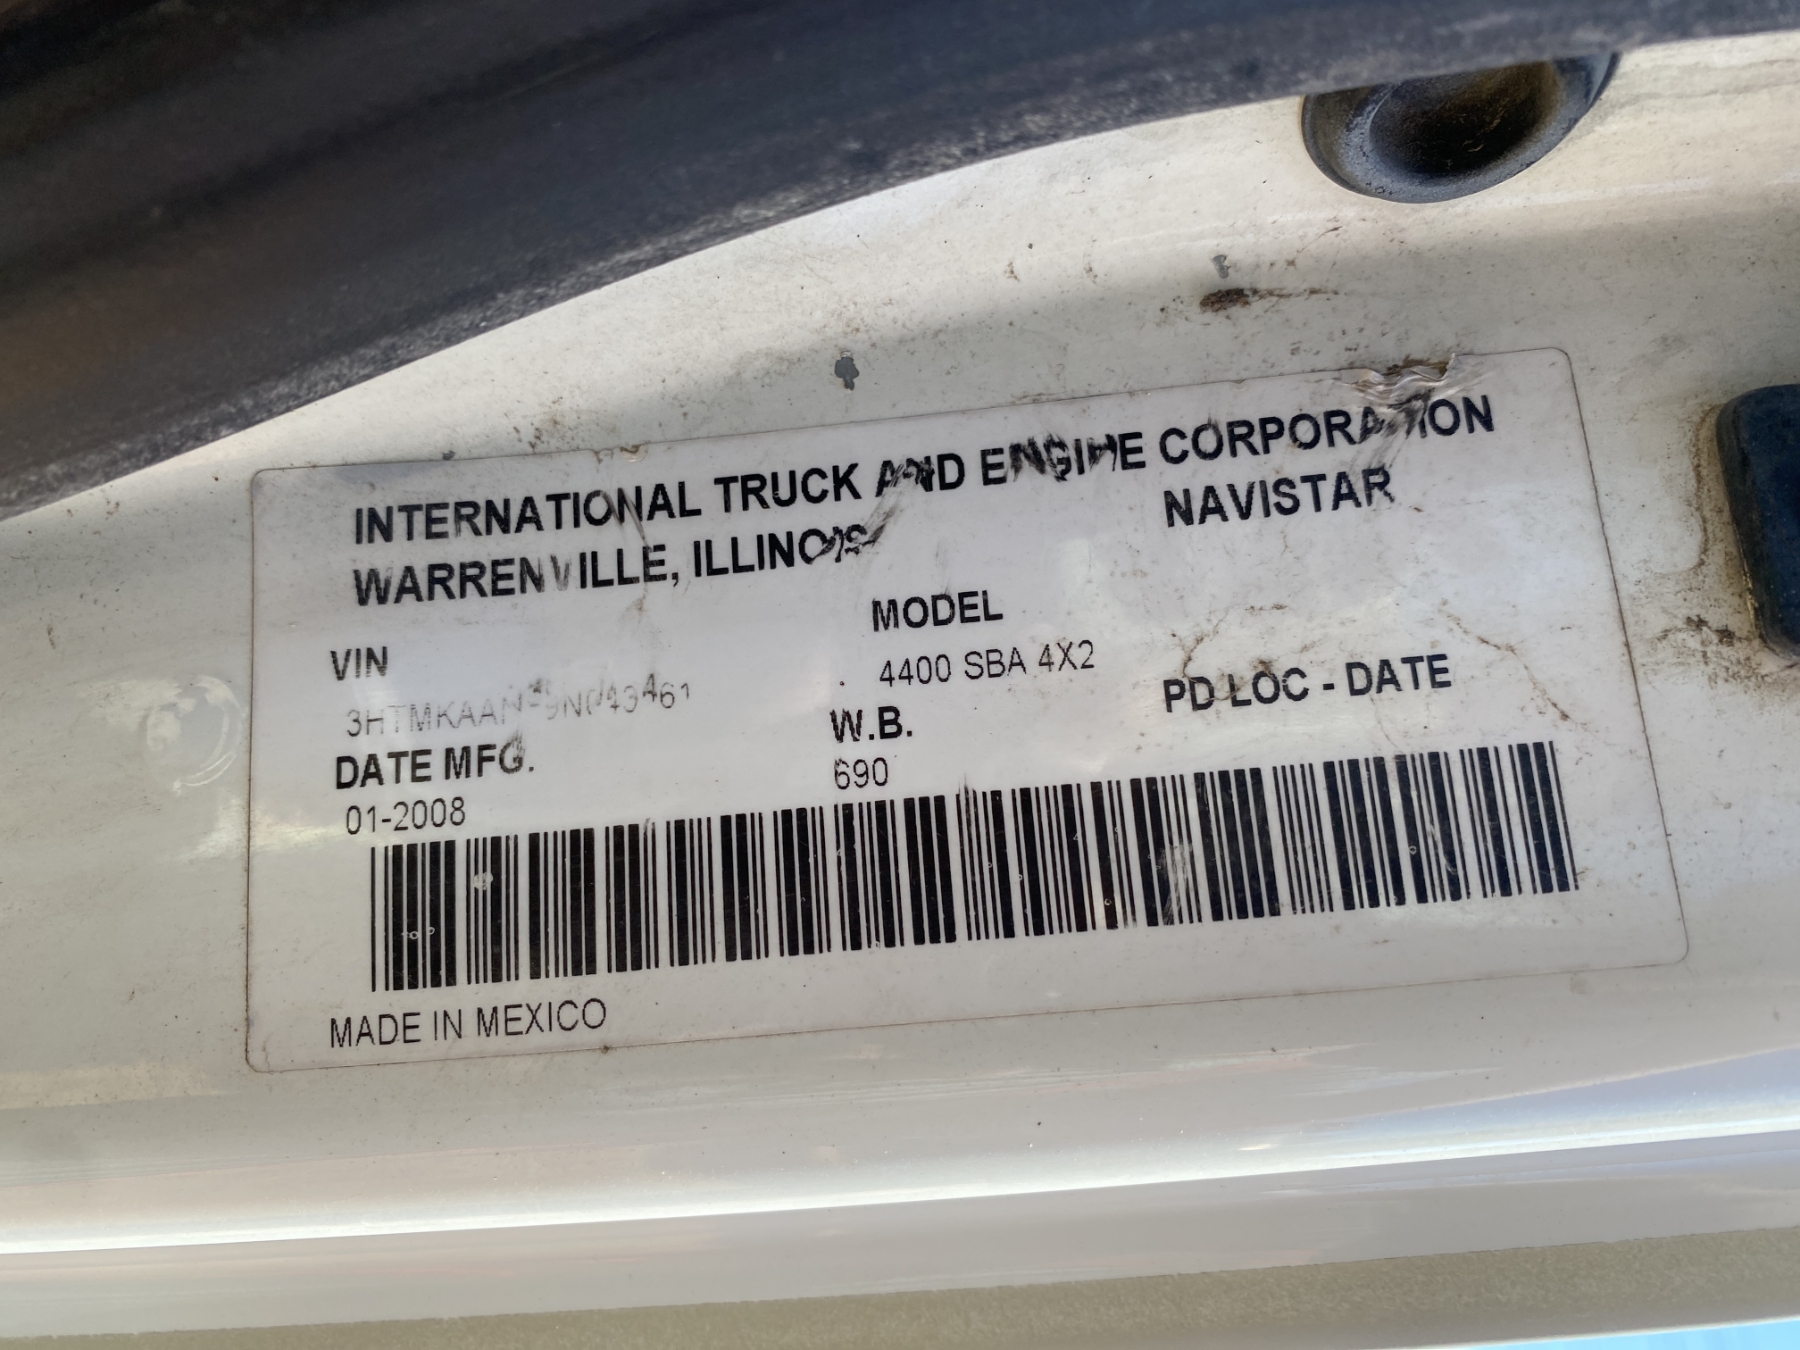 INTERNATIONAL TRUCK AND ENGINE CORPORATION
WARRENVILLE, ILLINOIS
NAVISTAR
VIN
MODEL
4400 SBA 4X2
DATE MFG.
W.B.
PD LOC - DATE
01-2008
690
MADE IN MEXICO